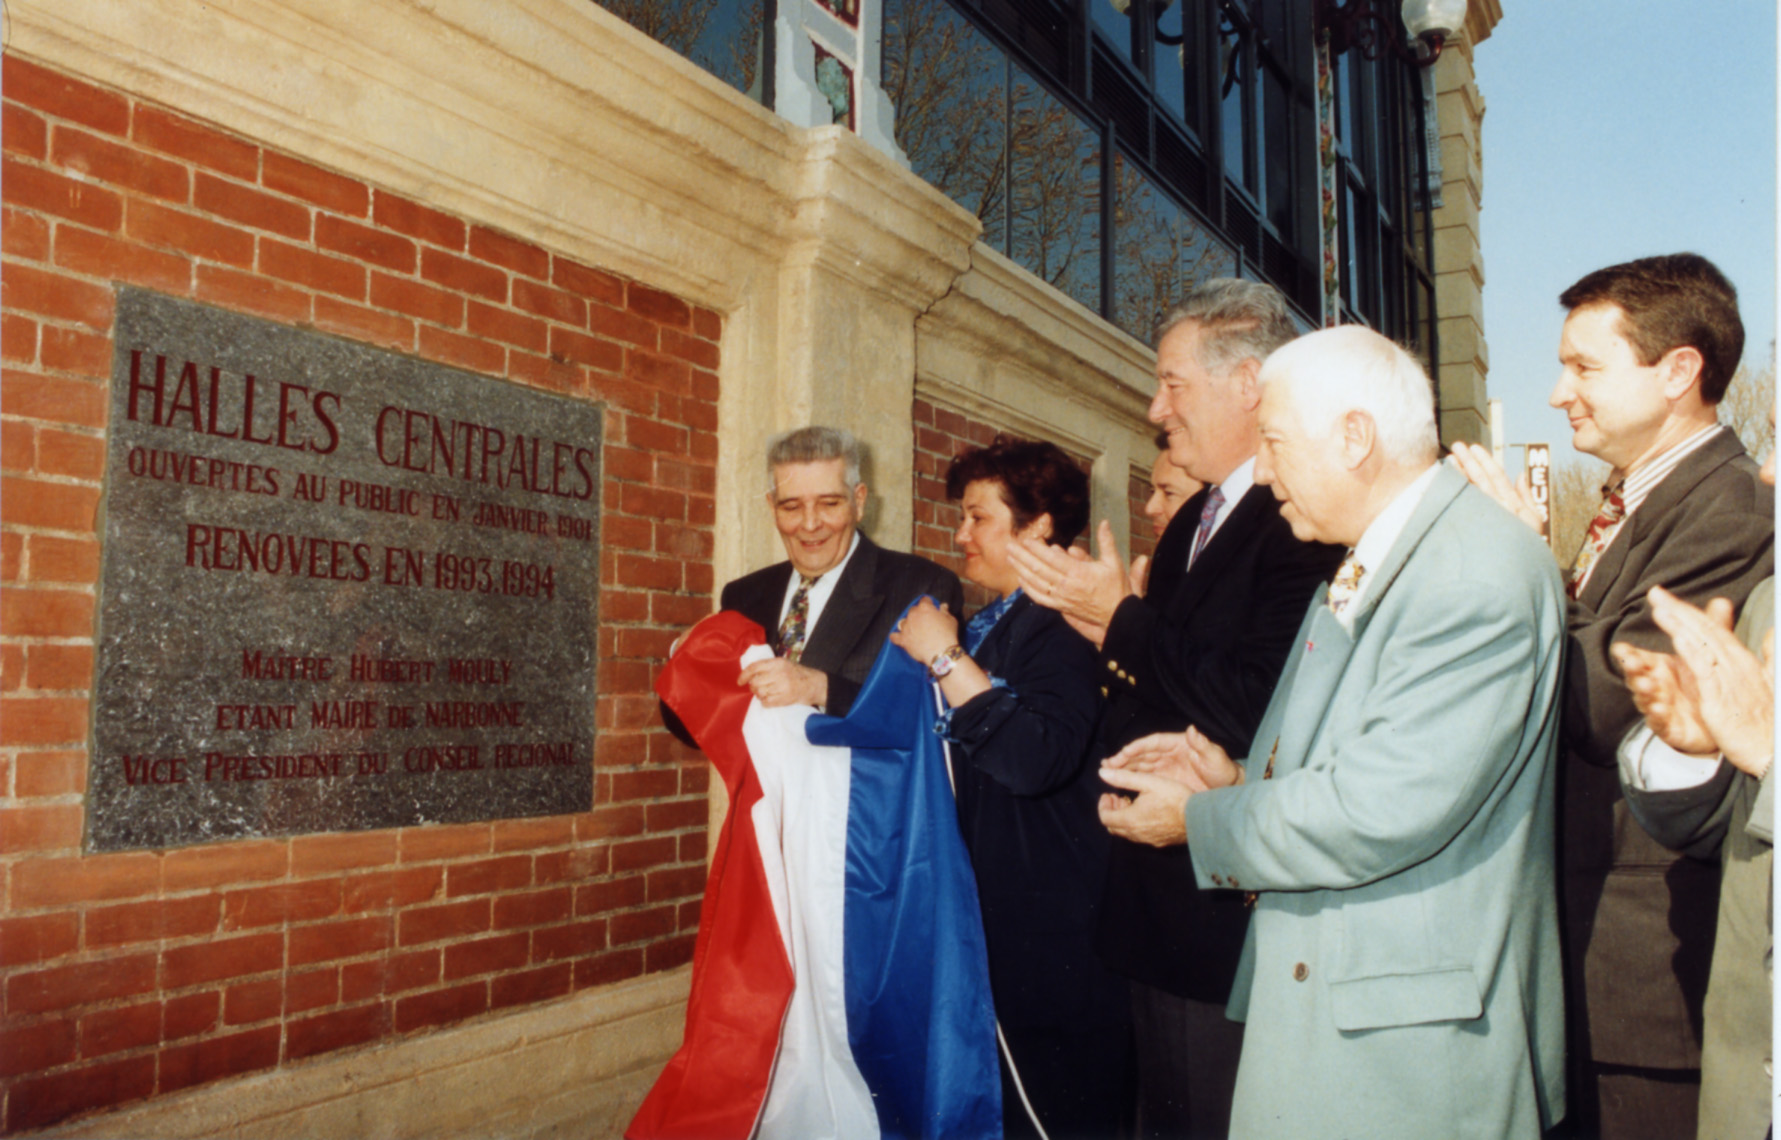 HALLES CENTRALES
OUVERTES AU PUBLIC EN JANVIER 1901
RENOVEES EN 1993.1994
MAITRE HUBERT MOULY
ETANT MAIRE DE NARBONNE
VICE PRESIDENT DU CONSEIL REGIONAL
MEU